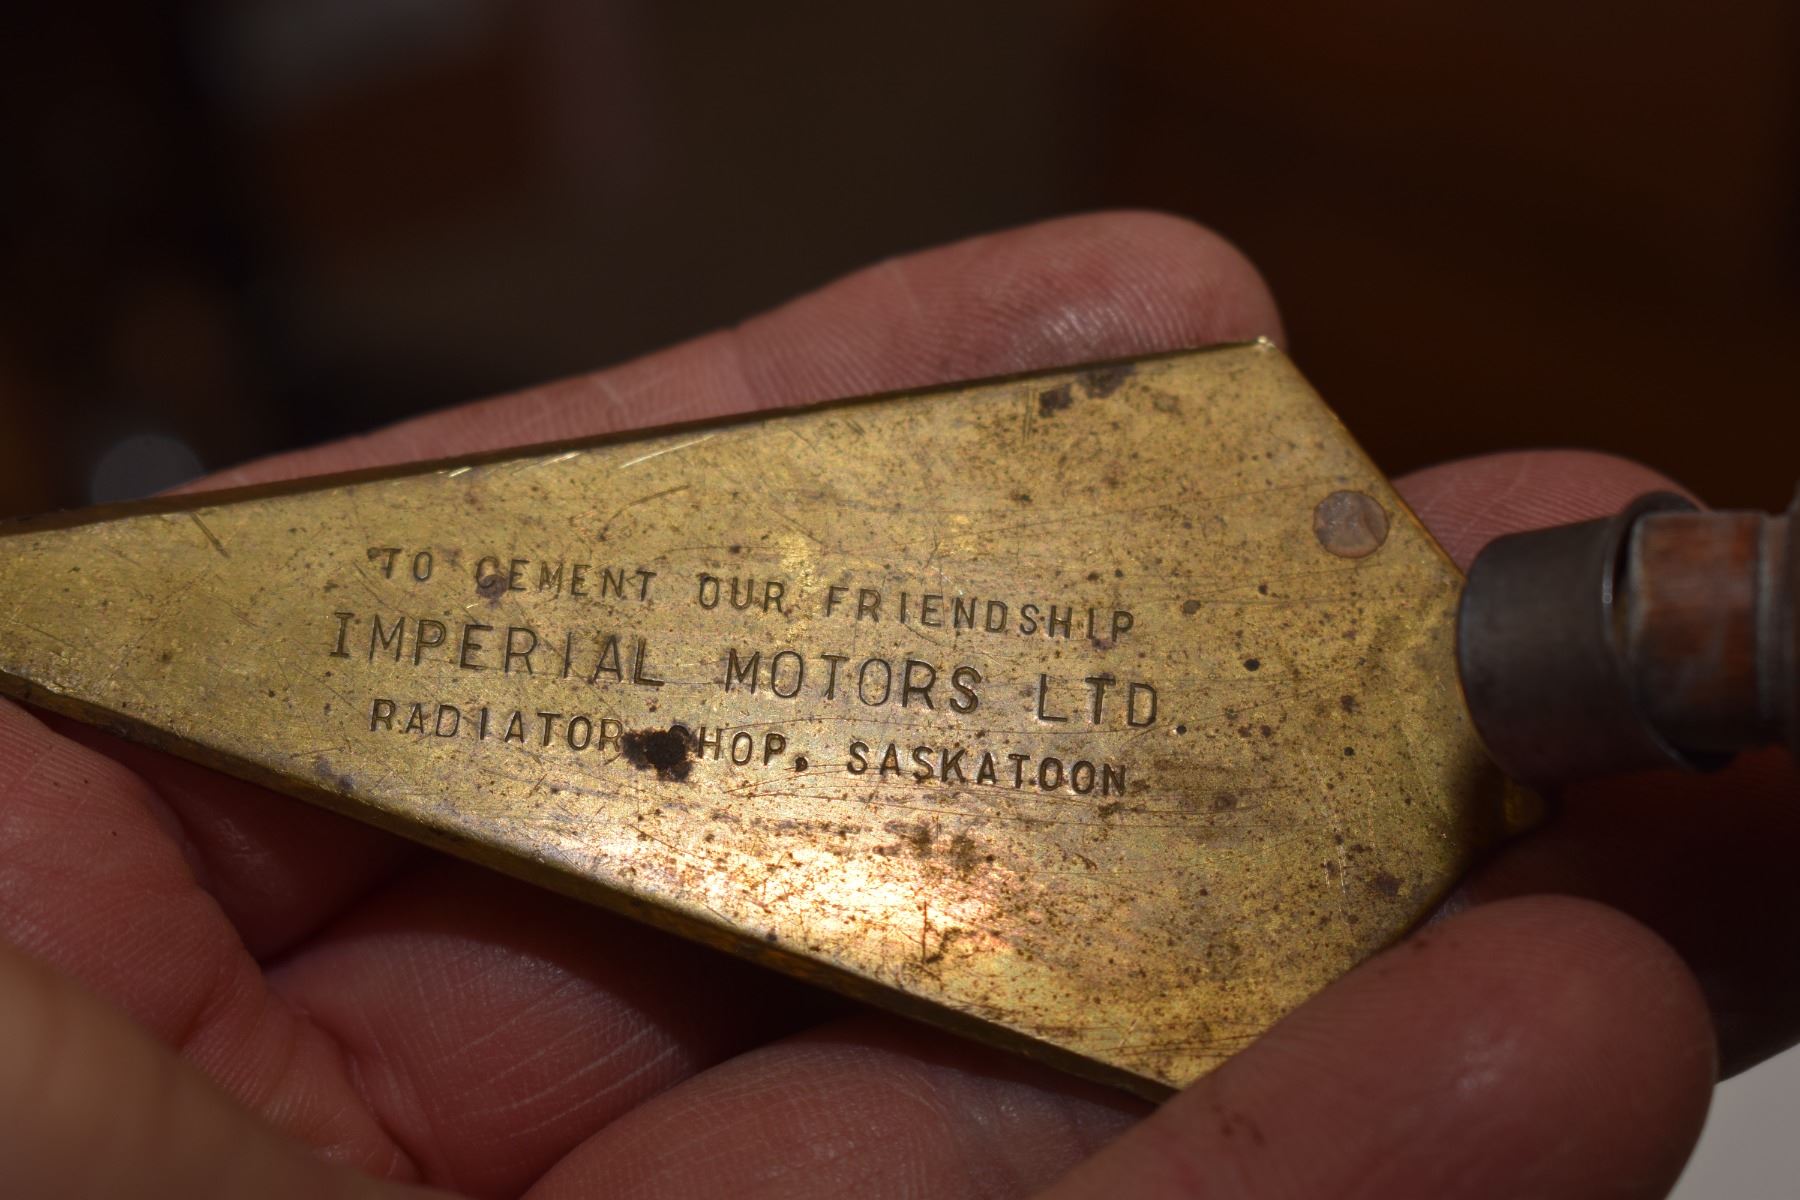 TO CEMENT OUR FRIENDSHIP
IMPERIAL MOTORS LTD.
RADIATOR SHOP, SASKATOON